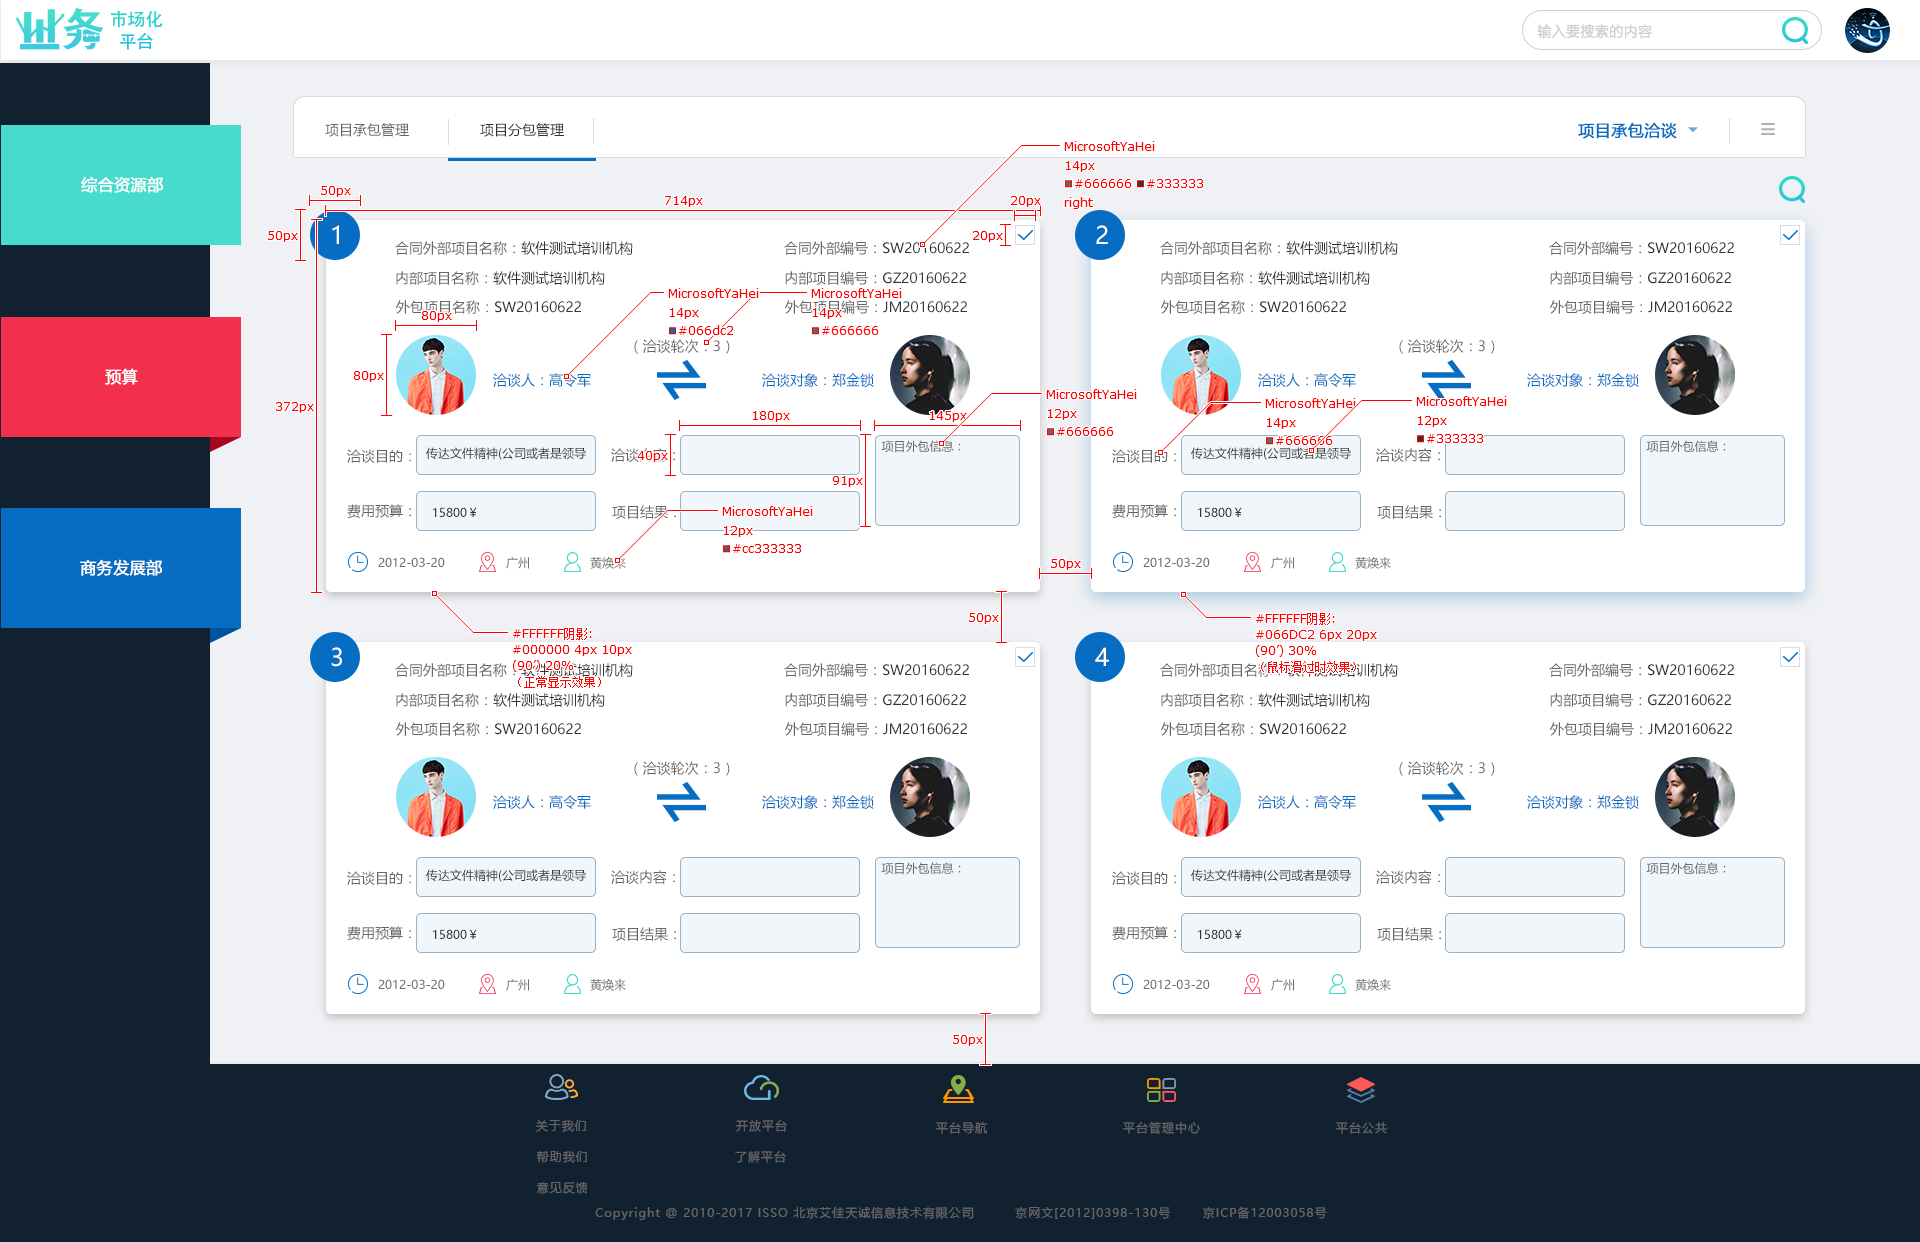 业务 市场化
平台
输入要搜索的内容
综合资源部
预算
商务发展部
项目承包管理
项目分包管理
项目承包洽谈
MicrosoftYaHei
14px
#666666 #333333
right
50px
714px
20px
50px
20px
1
合同外部项目名称：软件测试培训机构
合同外部编号：SW20160622
内部项目名称：软件测试培训机构
内部项目编号：GZ20160622
外包项目名称：SW20160622
外包项目编号：JM20160622
MicrosoftYaHei
14px
#066dc2
MicrosoftYaHei
14px
#666666
80px
80px
372px
（洽谈轮次：3）
洽谈人：高令军
洽谈对象：郑金锁
180px
145px
MicrosoftYaHei
12px
#666666
洽谈目的：
传达文件精神(公司或者是领导
洽谈内容：
40px
项目外包信息：
91px
费用预算：
15800 ¥
项目结果：
MicrosoftYaHei
12px
#cc333333
2012-03-20
广州
黄焕来
50px
50px
#FFFFFF阴影:
#000000 4px 10px
(90°) 20%
（正常显示效果）
2
合同外部项目名称：软件测试培训机构
合同外部编号：SW20160622
内部项目名称：软件测试培训机构
内部项目编号：GZ20160622
外包项目名称：SW20160622
外包项目编号：JM20160622
（洽谈轮次：3）
洽谈人：高令军
洽谈对象：郑金锁
MicrosoftYaHei
14px
#666666
MicrosoftYaHei
12px
#333333
洽谈目的：
传达文件精神(公司或者是领导
洽谈内容：
项目外包信息：
费用预算：
15800 ¥
项目结果：
2012-03-20
广州
黄焕来
#FFFFFF阴影:
#066DC2 6px 20px
(90°) 30%
（鼠标滑过时效果）
3
合同外部项目名称：软件测试培训机构
合同外部编号：SW20160622
内部项目名称：软件测试培训机构
内部项目编号：GZ20160622
外包项目名称：SW20160622
外包项目编号：JM20160622
（洽谈轮次：3）
洽谈人：高令军
洽谈对象：郑金锁
洽谈目的：
传达文件精神(公司或者是领导
洽谈内容：
项目外包信息：
费用预算：
15800 ¥
项目结果：
2012-03-20
广州
黄焕来
50px
4
合同外部项目名称：软件测试培训机构
合同外部编号：SW20160622
内部项目名称：软件测试培训机构
内部项目编号：GZ20160622
外包项目名称：SW20160622
外包项目编号：JM20160622
（洽谈轮次：3）
洽谈人：高令军
洽谈对象：郑金锁
洽谈目的：
传达文件精神(公司或者是领导
洽谈内容：
项目外包信息：
费用预算：
15800 ¥
项目结果：
2012-03-20
广州
黄焕来
关于我们
帮助我们
意见反馈
开放平台
了解平台
平台导航
平台管理中心
平台公共
Copyright @ 2010-2017 ISSO 北京艾佳天诚信息技术有限公司 京网文[2012]0398-130号 京ICP备12003058号